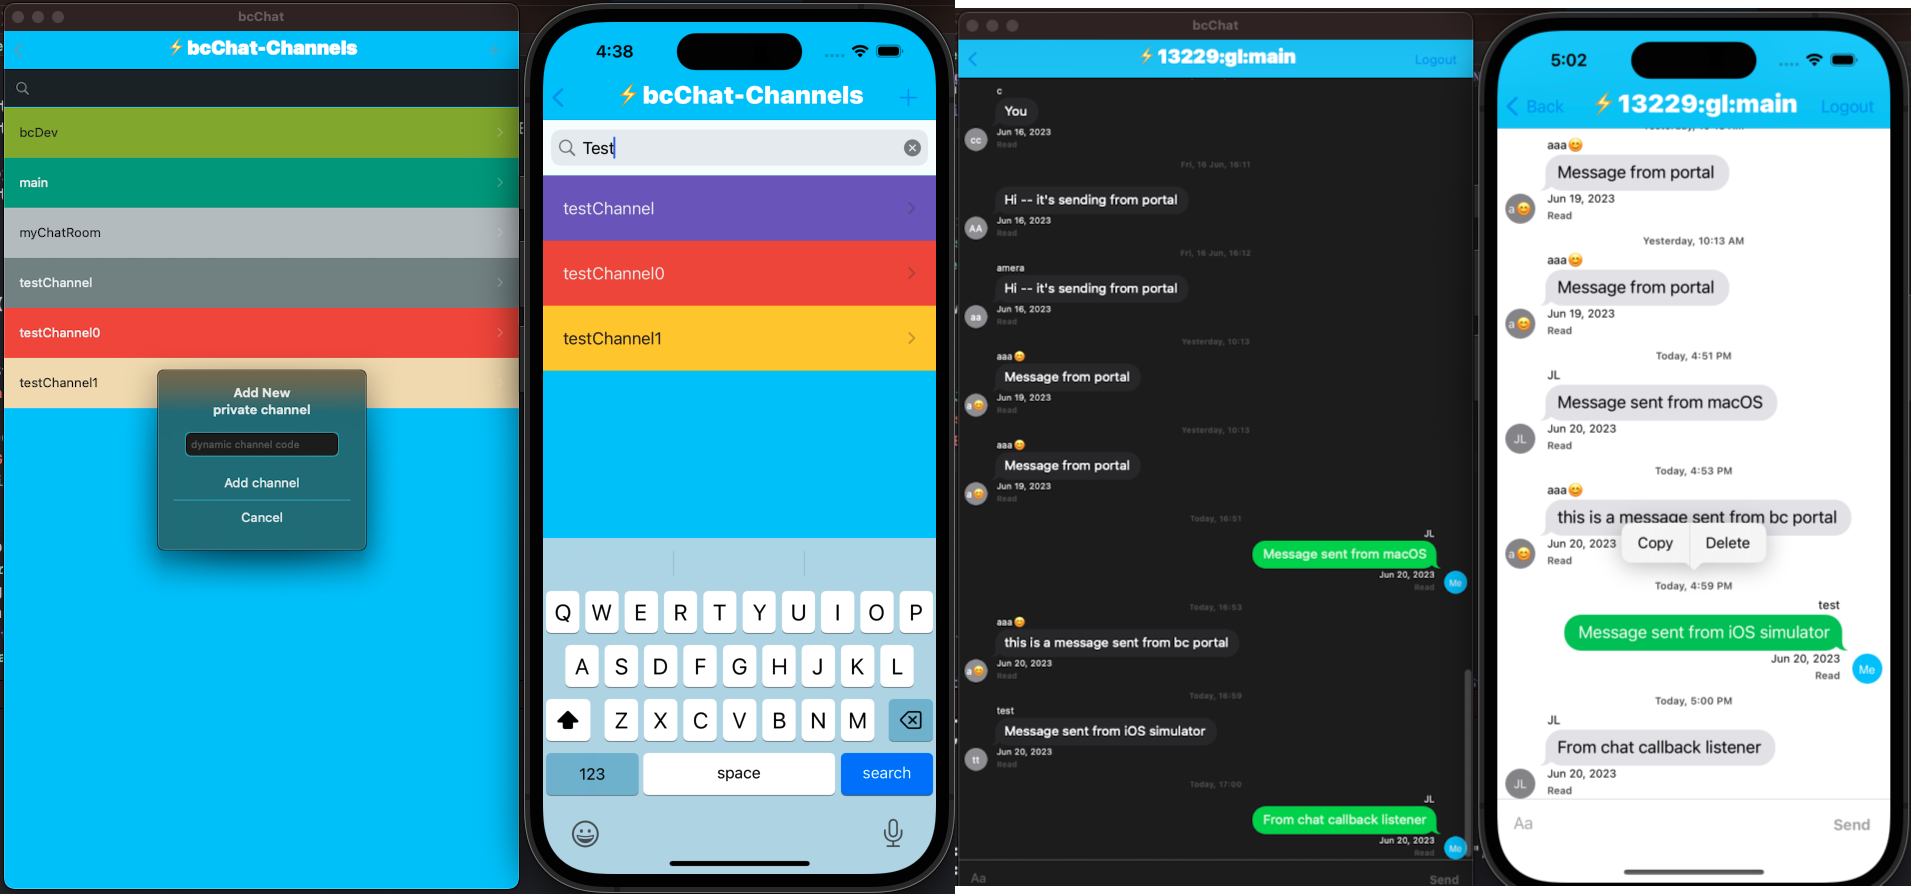 bcChat
⚡bcChat-Channels
bcDev
main
myChatRoom
testChannel
testChannel0
testChannel1
Add New
private channel
dynamic channel code
Add channel
Cancel
4:38
⚡bcChat-Channels
Test
testChannel
testChannel0
testChannel1
Q W E R T Y U I O P
A S D F G H J K L
Z X C V B N M
123 space search
bcChat
⚡13229:gl:main Logout
c
You
cc
Jun 16, 2023
Read
Fri, 16 Jun, 16:11
Hi -- it's sending from portal
AA
Jun 16, 2023
Read
Fri, 16 Jun, 16:12
amera
Hi -- it's sending from portal
aa
Jun 16, 2023
Read
Yesterday, 10:13
aaa😊
Message from portal
a😊
Jun 19, 2023
Read
Yesterday, 10:13
aaa😊
Message from portal
a😊
Jun 19, 2023
Read
Today, 16:51
JL
Message sent from macOS
Jun 20, 2023
Me
Read
Today, 16:53
aaa😊
this is a message sent from bc portal
a😊
Jun 20, 2023
Read
Today, 16:59
test
Message sent from iOS simulator
tt
Jun 20, 2023
Read
Today, 17:00
JL
From chat callback listener
Jun 20, 2023
Me
Read
Aa Send
5:02
Back ⚡13229:gl:main Logout
aaa😊
Message from portal
a😊
Jun 19, 2023
Read
Yesterday, 10:13 AM
aaa😊
Message from portal
a😊
Jun 19, 2023
Read
Today, 4:51 PM
JL
Message sent from macOS
JL
Jun 20, 2023
Read
Today, 4:53 PM
aaa😊
this is a message sent from bc portal
Copy Delete
a😊
Jun 20, 2023
Read
Today, 4:59 PM
test
Message sent from iOS simulator
Jun 20, 2023
Me
Read
Today, 5:00 PM
JL
From chat callback listener
JL
Jun 20, 2023
Read
Aa Send